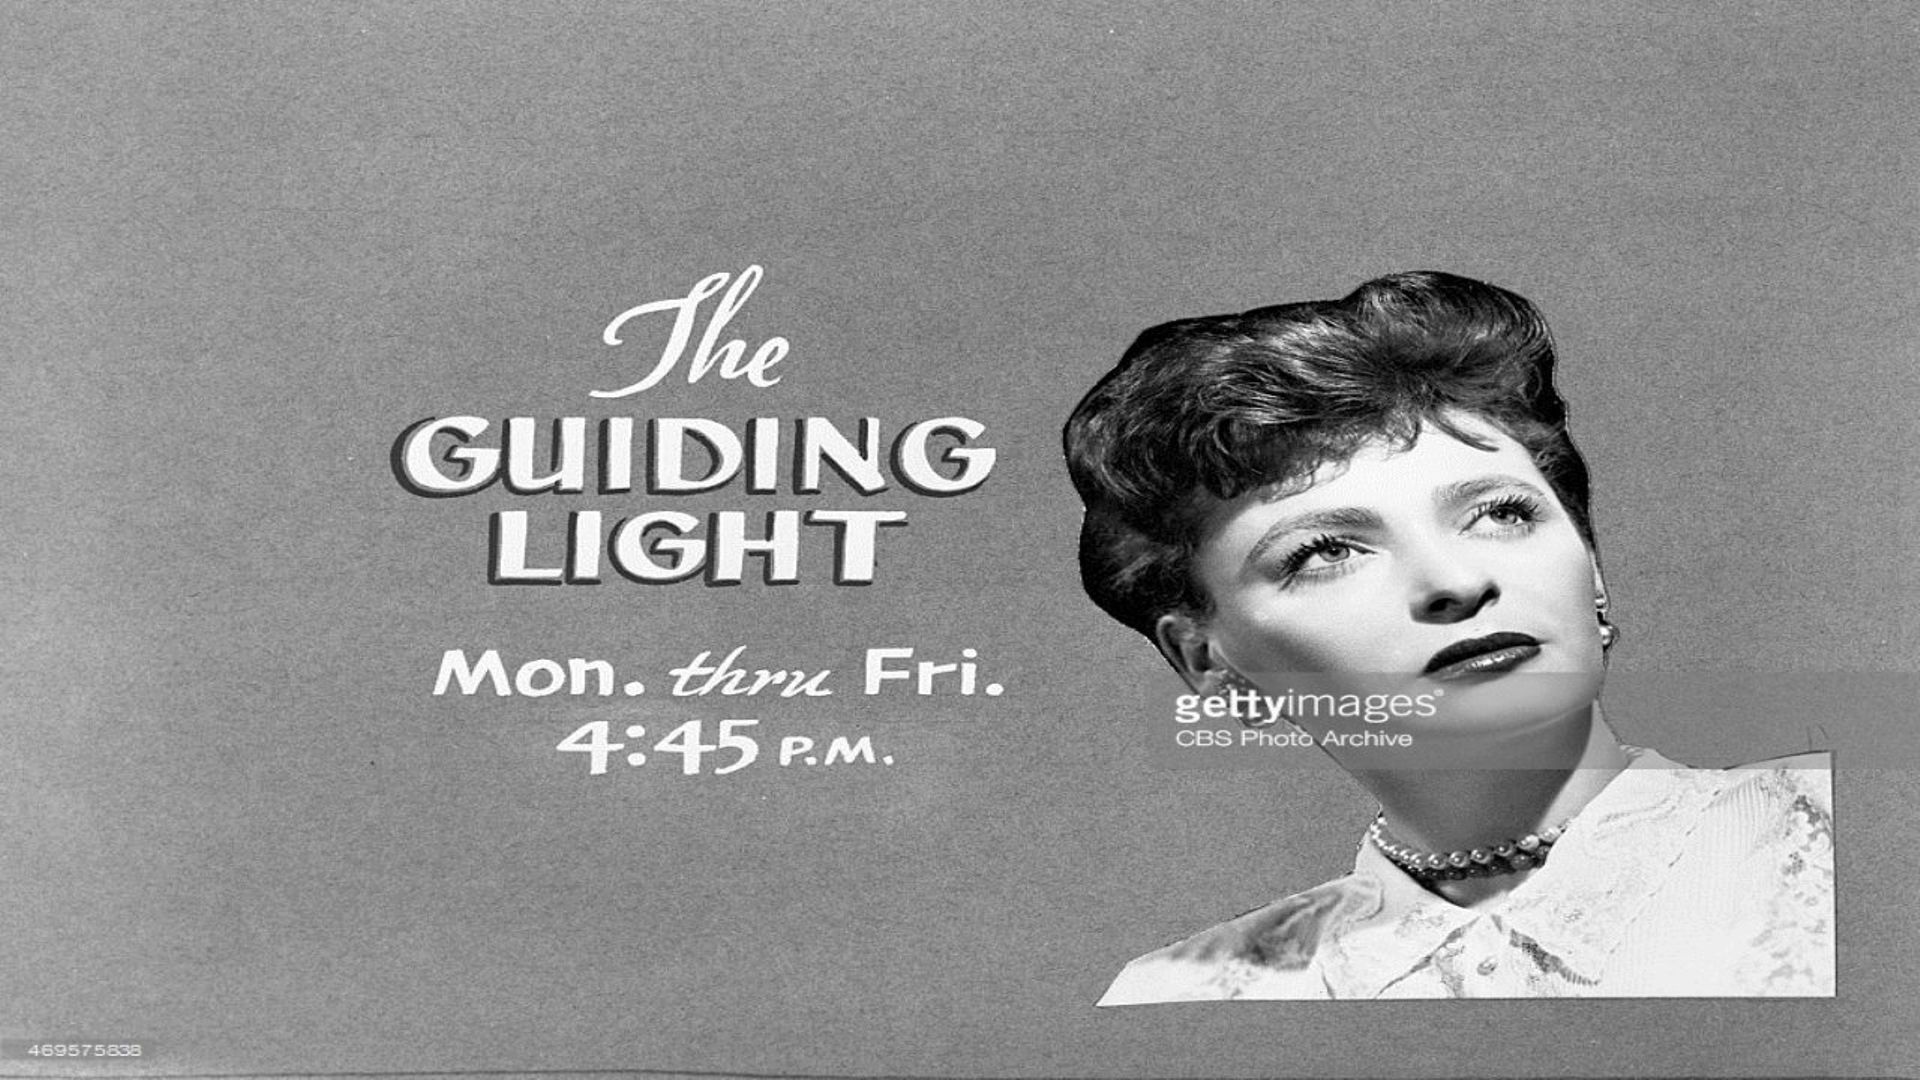 The
GUIDING
LIGHT
Mon. thru Fri.
4:45 P.M.
gettyimages®
CBS Photo Archive
469575838